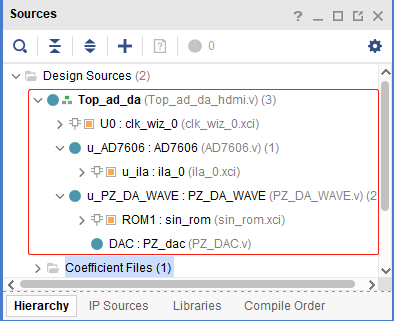 Sources
Design Sources (2)
Top_ad_da (Top_ad_da_hdmi.v) (3)
U0 : clk_wiz_0 (clk_wiz_0.xci)
u_AD7606 : AD7606 (AD7606.v) (1)
u_ila : ila_0 (ila_0.xci)
u_PZ_DA_WAVE : PZ_DA_WAVE (PZ_DA_WAVE.v) (2
ROM1 : sin_rom (sin_rom.xci)
DAC : PZ_dac (PZ_DAC.v)
Coefficient Files (1)
Hierarchy IP Sources Libraries Compile Order